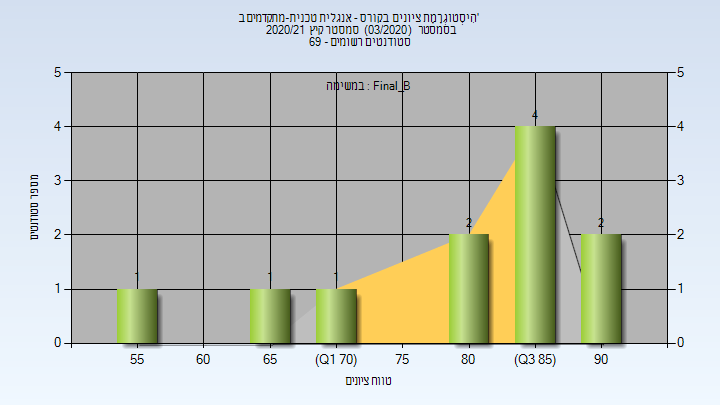 היסטוגרמת ציונים בקורס - אנגלית טכנית-מתקדמים ב'
בסמסטר (03/2020) סמסטר קיץ 2020/21
סטודנטים רשומים - 69
במשימה : Final_B
5 5
4 4
3 3
2 2
1 1
0 0
1 1 1 2 4 2
מספר סטודנטים
55 60 65 (Q1 70) 75 80 (Q3 85) 90
טווח ציונים